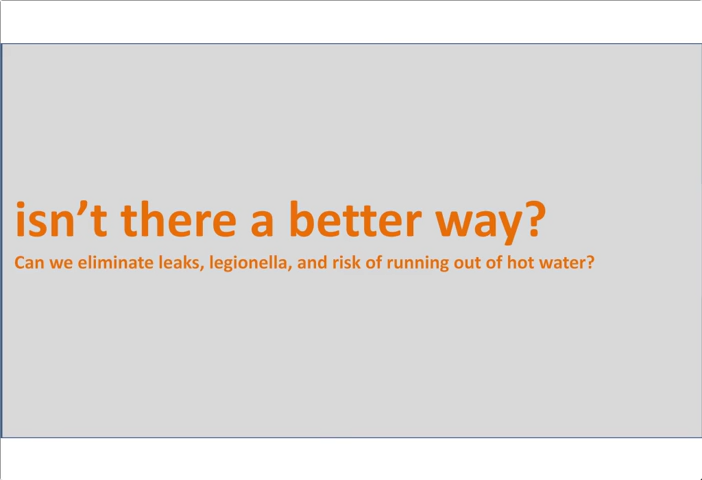 isn’t there a better way?
Can we eliminate leaks, legionella, and risk of running out of hot water?